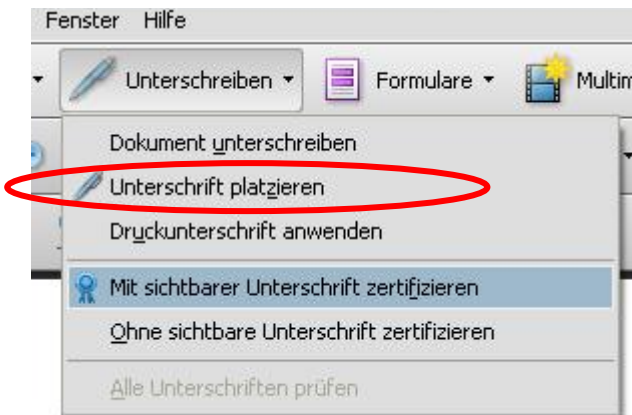 Fenster Hilfe
Unterschreiben Formulare
Dokument unterschreiben
Unterschrift platzieren
Druckunterschrift anwenden
Mit sichtbarer Unterschrift zertifizieren
Ohne sichtbare Unterschrift zertifizieren
Alle Unterschriften prüfen